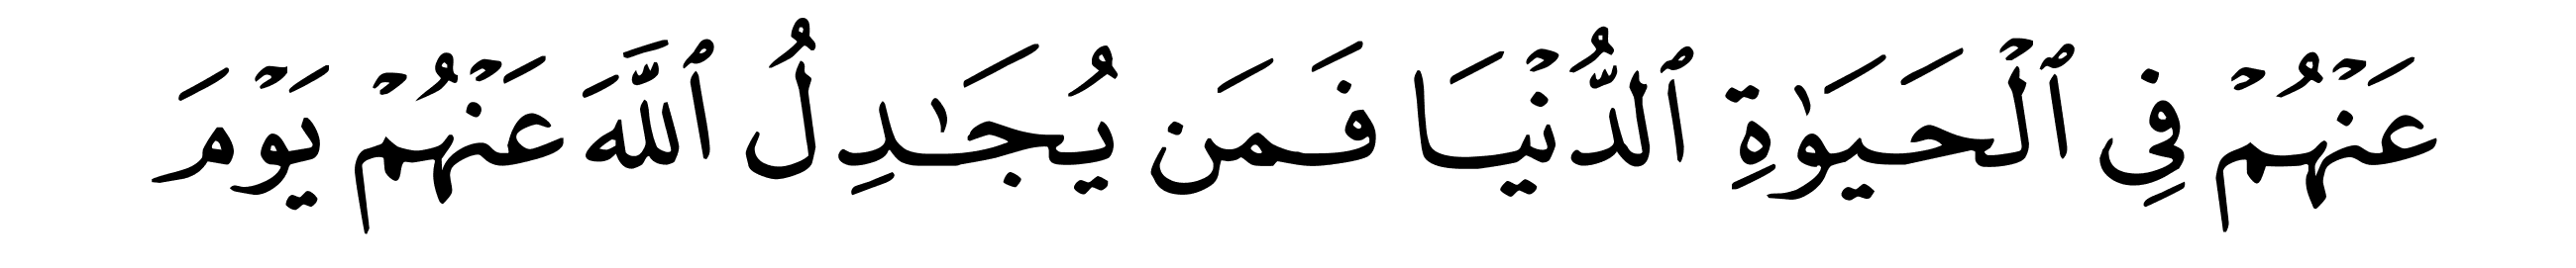 عَنۡهُمۡ فِي ٱلۡحَيَوٰةِ ٱلدُّنۡيَا فَمَن يُجَٰدِلُ ٱللَّهَ عَنۡهُمۡ يَوۡمَ